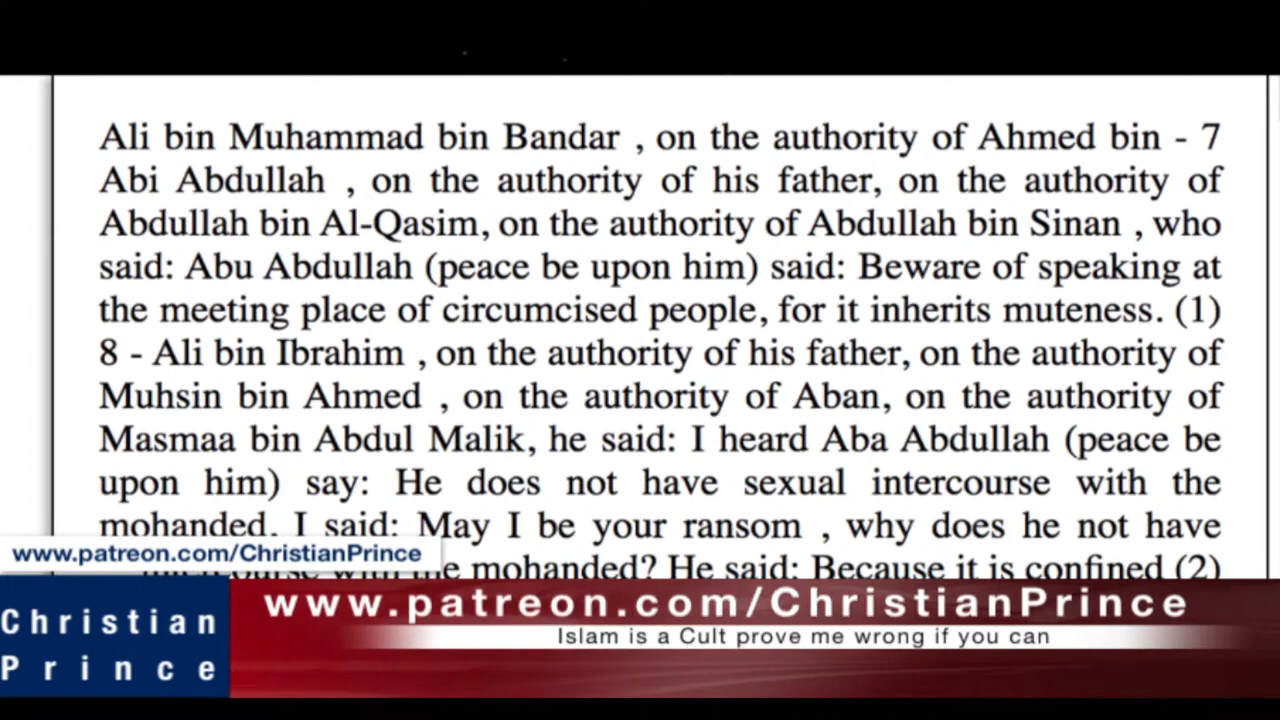 Ali bin Muhammad bin Bandar , on the authority of Ahmed bin - 7
Abi Abdullah , on the authority of his father, on the authority of
Abdullah bin Al-Qasim, on the authority of Abdullah bin Sinan , who
said: Abu Abdullah (peace be upon him) said: Beware of speaking at
the meeting place of circumcised people, for it inherits muteness. (1)
8 - Ali bin Ibrahim , on the authority of his father, on the authority of
Muhsin bin Ahmed , on the authority of Aban, on the authority of
Masmaa bin Abdul Malik, he said: I heard Aba Abdullah (peace be
upon him) say: He does not have sexual intercourse with the
mohanded. I said: May I be your ransom , why does he not have
www.patreon.com/ChristianPrince
with the mohanded? He said: Because it is confined (2)
www.patreon.com/ChristianPrince
Islam is a Cult prove me wrong if you can
Christian
Prince